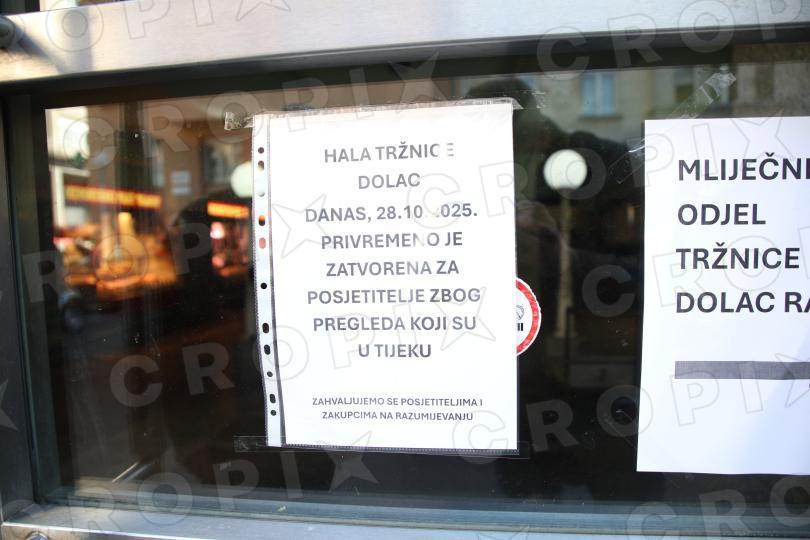 HALA TRŽNICE
DOLAC
DANAS, 28.10.2025.
PRIVREMENO JE
ZATVORENA ZA
POSJETITELJE ZBOG
PREGLEDA KOJI SU
U TIJEKU
ZAHVALJUJEMO SE POSJETITELJIMA I
ZAKUPCIMA NA RAZUMIJEVANJU
MLIJEČNI
ODJEL
TRŽNICE
DOLAC RA
CROPIX